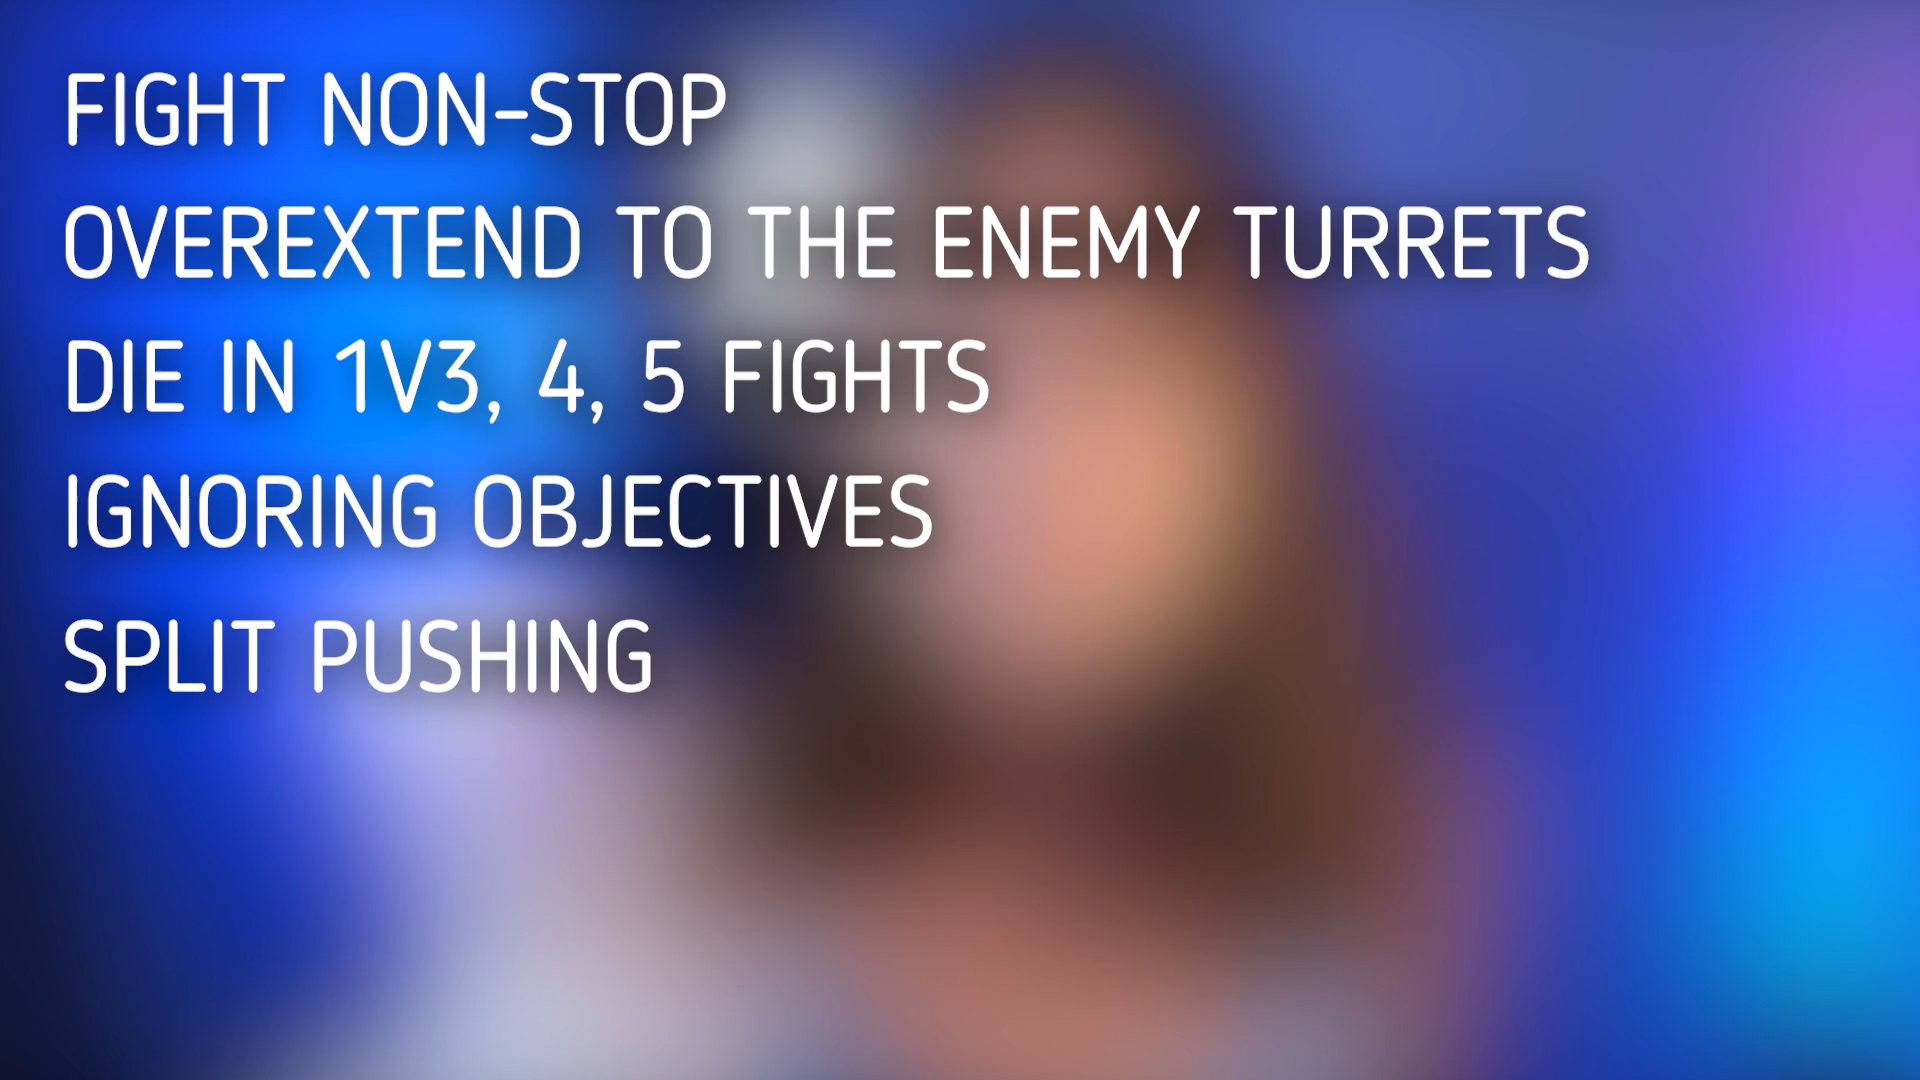 FIGHT NON-STOP
OVEREXTEND TO THE ENEMY TURRETS
DIE IN 1V3, 4, 5 FIGHTS
IGNORING OBJECTIVES
SPLIT PUSHING